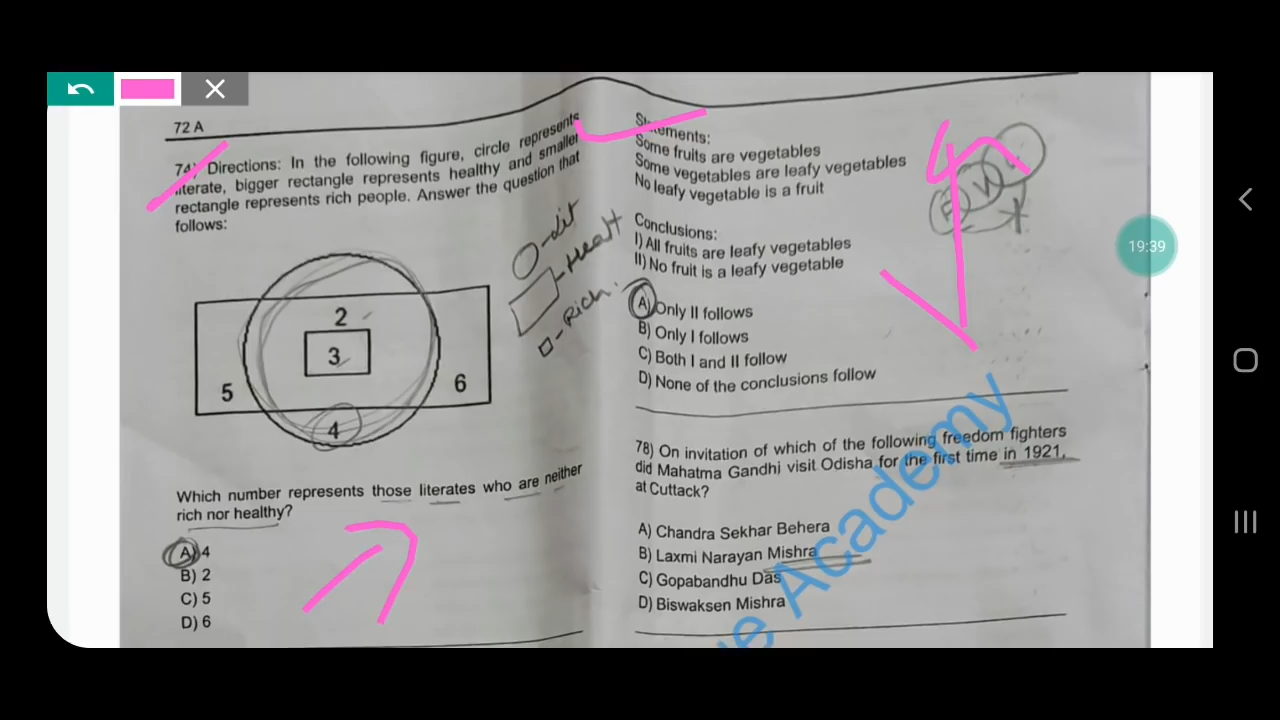 72 A
74) Directions: In the following figure, circle represents
literate, bigger rectangle represents healthy and smaller
rectangle represents rich people. Answer the question that
follows:
2
3
5
6
4
O-Lit
- Healt
- Rich.
Which number represents those literates who are neither
rich nor healthy?
A) 4
B) 2
C) 5
D) 6
Statements:
Some fruits are vegetables
Some vegetables are leafy vegetables
No leafy vegetable is a fruit
F V
Conclusions:
I) All fruits are leafy vegetables
II) No fruit is a leafy vegetable
A) Only II follows
B) Only I follows
C) Both I and II follow
D) None of the conclusions follow
78) On invitation of which of the following freedom fighters
did Mahatma Gandhi visit Odisha for the first time in 1921,
at Cuttack?
A) Chandra Sekhar Behera
B) Laxmi Narayan Mishra
C) Gopabandhu Das
D) Biswaksen Mishra
Academy
19:39